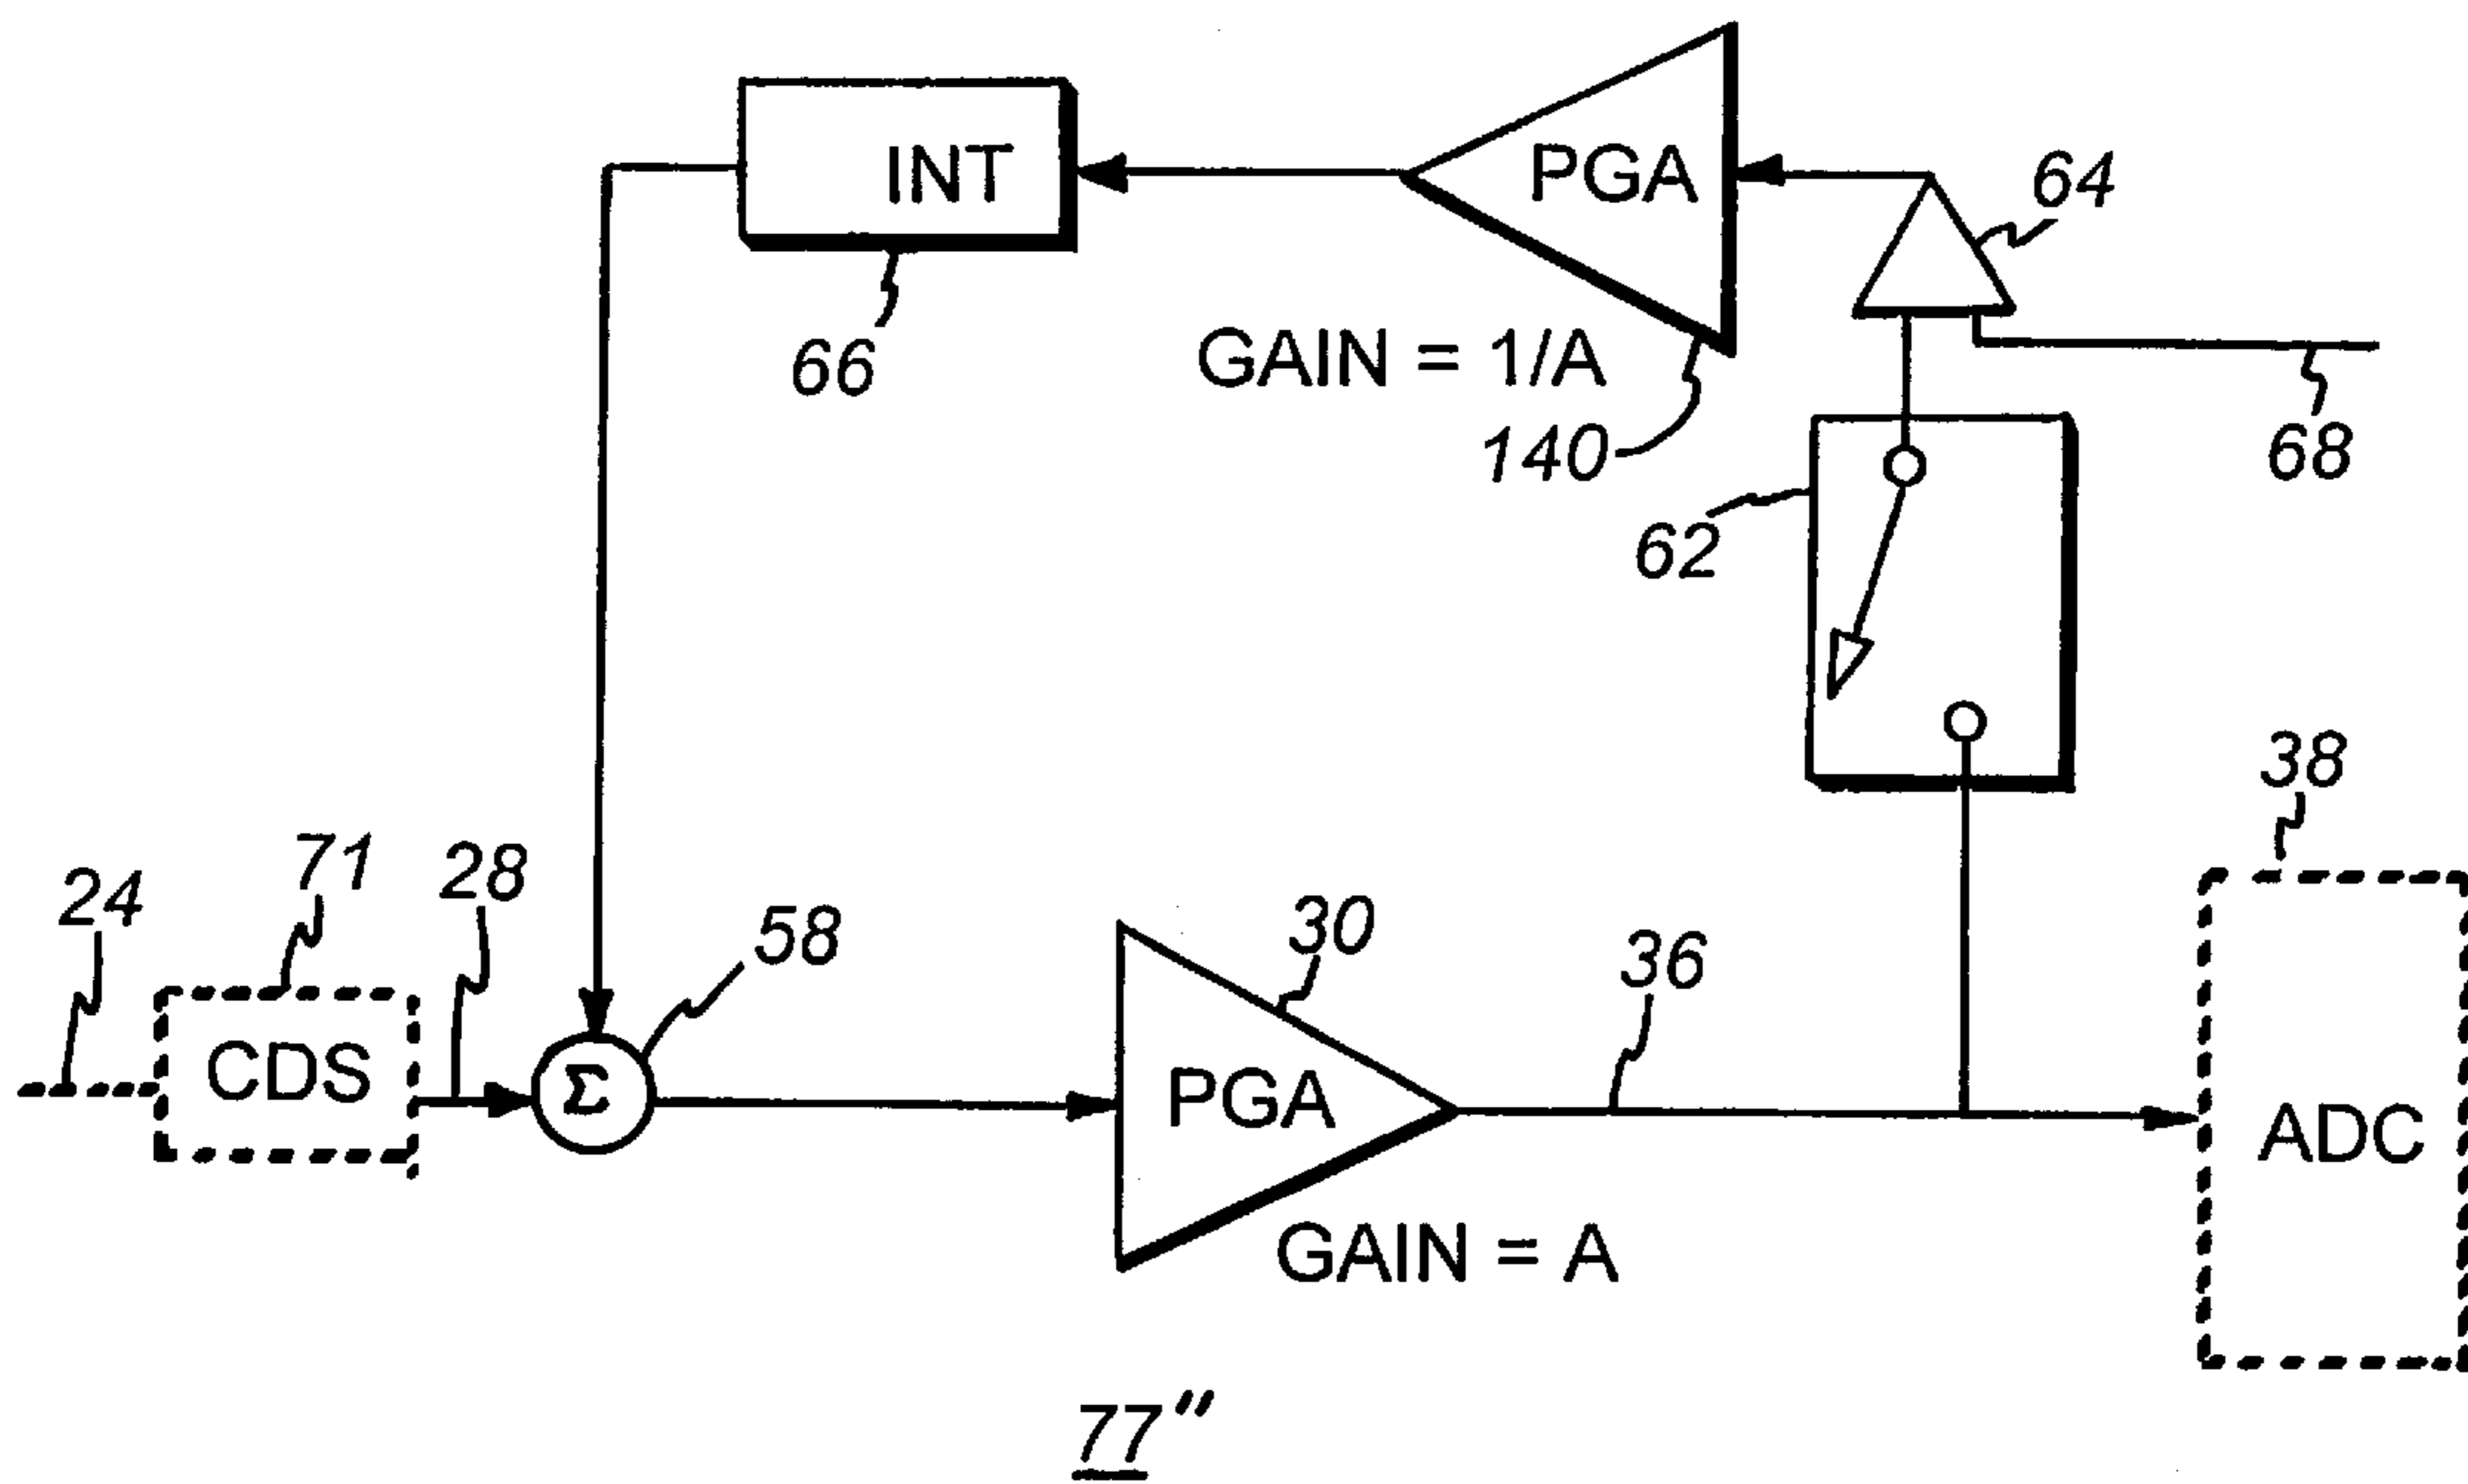 INT
PGA
64
66
GAIN = 1/A
140
68
62
38
24
71
28
58
30
36
CDS
Σ
PGA
ADC
GAIN = A
77″